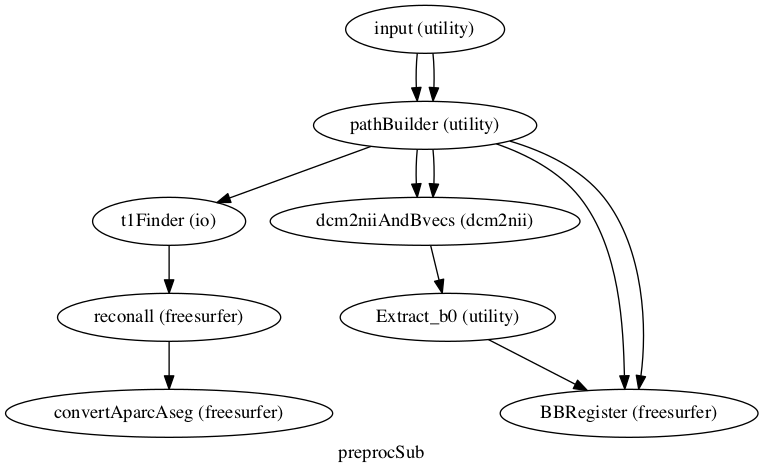 input (utility)
pathBuilder (utility)
t1Finder (io)
dcm2niiAndBvecs (dcm2nii)
reconall (freesurfer)
Extract_b0 (utility)
convertAparcAseg (freesurfer)
BBRegister (freesurfer)
preprocSub